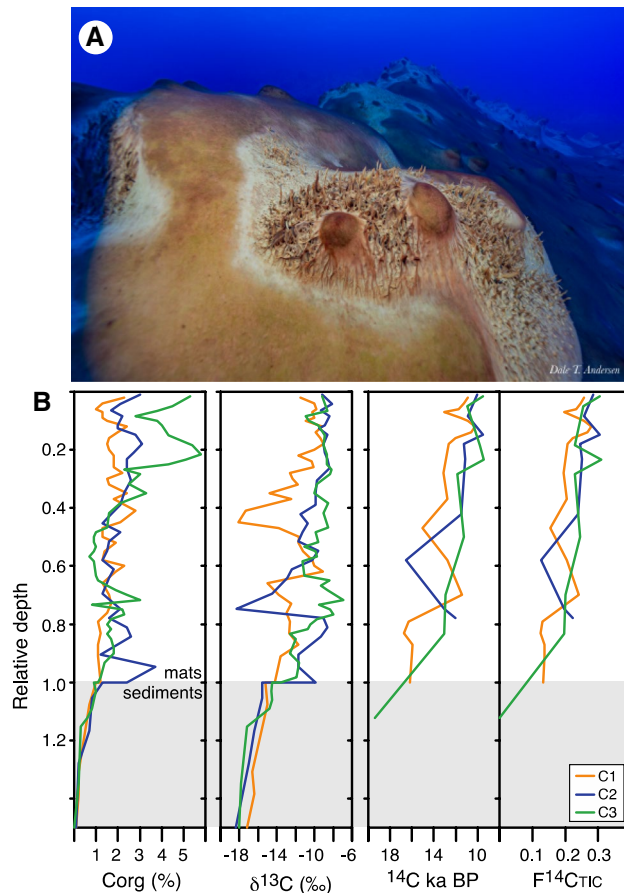 A
Dale T. Andersen
B
0.2
0.4
0.6
0.8
1.0
1.2
Relative depth
mats
sediments
C1
C2
C3
1 2 3 4 5
-18 -14 -10 -6
18 14 10
0.1 0.2 0.3
Corg (%)
δ13C (‰)
14C ka BP
F14CTIC